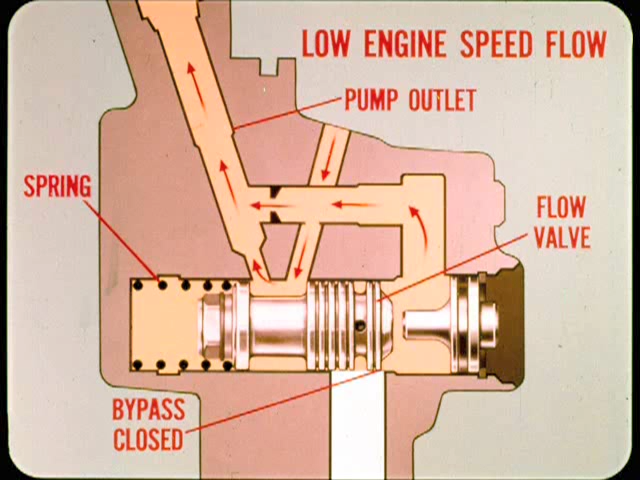 LOW ENGINE SPEED FLOW
PUMP OUTLET
SPRING
FLOW
VALVE
BYPASS
CLOSED